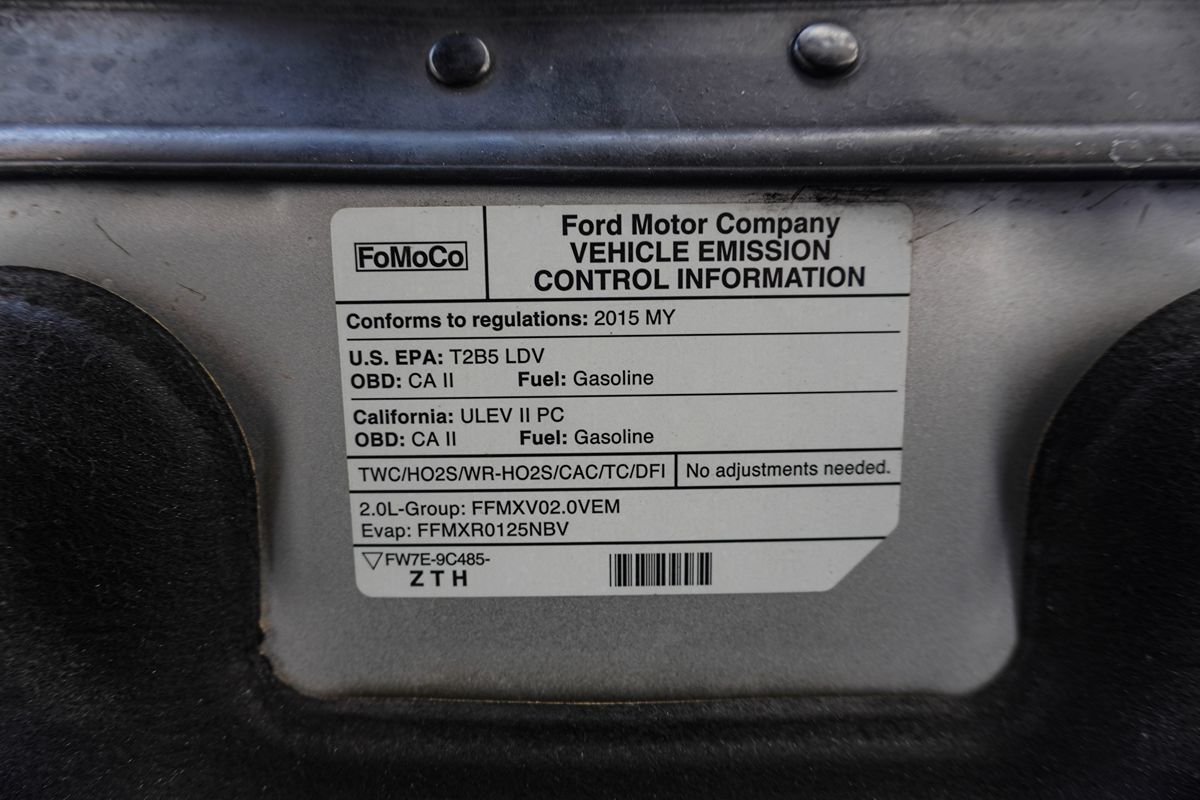 FoMoCo
Ford Motor Company
VEHICLE EMISSION
CONTROL INFORMATION
Conforms to regulations: 2015 MY
U.S. EPA: T2B5 LDV
OBD: CA II Fuel: Gasoline
California: ULEV II PC
OBD: CA II Fuel: Gasoline
TWC/HO2S/WR-HO2S/CAC/TC/DFI No adjustments needed.
2.0L-Group: FFMXV02.0VEM
Evap: FFMXR0125NBV
▽FW7E-9C485-
Z T H